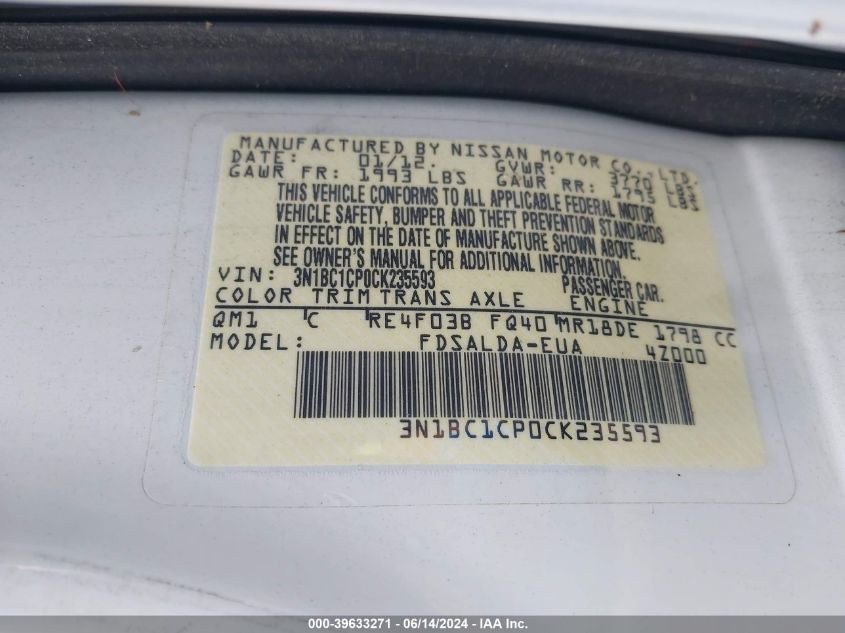 MANUFACTURED BY NISSAN MOTOR CO., LTD.
DATE: 01/12. GVWR: 3770 LBS
GAWR FR: 1993 LBS GAWR RR: 1795 LBS
THIS VEHICLE CONFORMS TO ALL APPLICABLE FEDERAL MOTOR
VEHICLE SAFETY, BUMPER AND THEFT PREVENTION STANDARDS
IN EFFECT ON THE DATE OF MANUFACTURE SHOWN ABOVE.
SEE OWNER'S MANUAL FOR ADDITIONAL INFORMATION.
VIN: 3N1BC1CP0CK235593 PASSENGER CAR.
COLOR TRIM TRANS AXLE ENGINE
QM1 C RE4F03B FQ40 MR18DE 1798 CC
MODEL: FDSALDA-EUA 4Z000
3N1BC1CP0CK235593
000-39633271 - 06/14/2024 - IAA Inc.